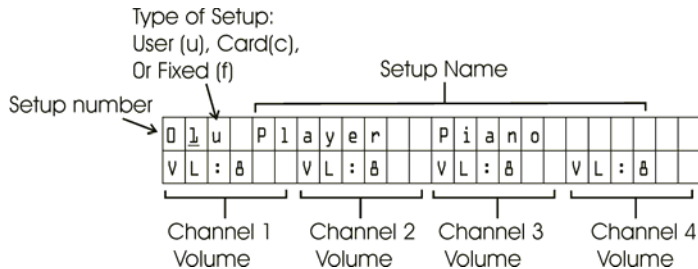 Type of Setup:
User (u), Card(c),
Or Fixed (f)
Setup Name
Setup number
01u Player Piano
VL:8 VL:8 VL:8 VL:8
Channel 1 Volume
Channel 2 Volume
Channel 3 Volume
Channel 4 Volume